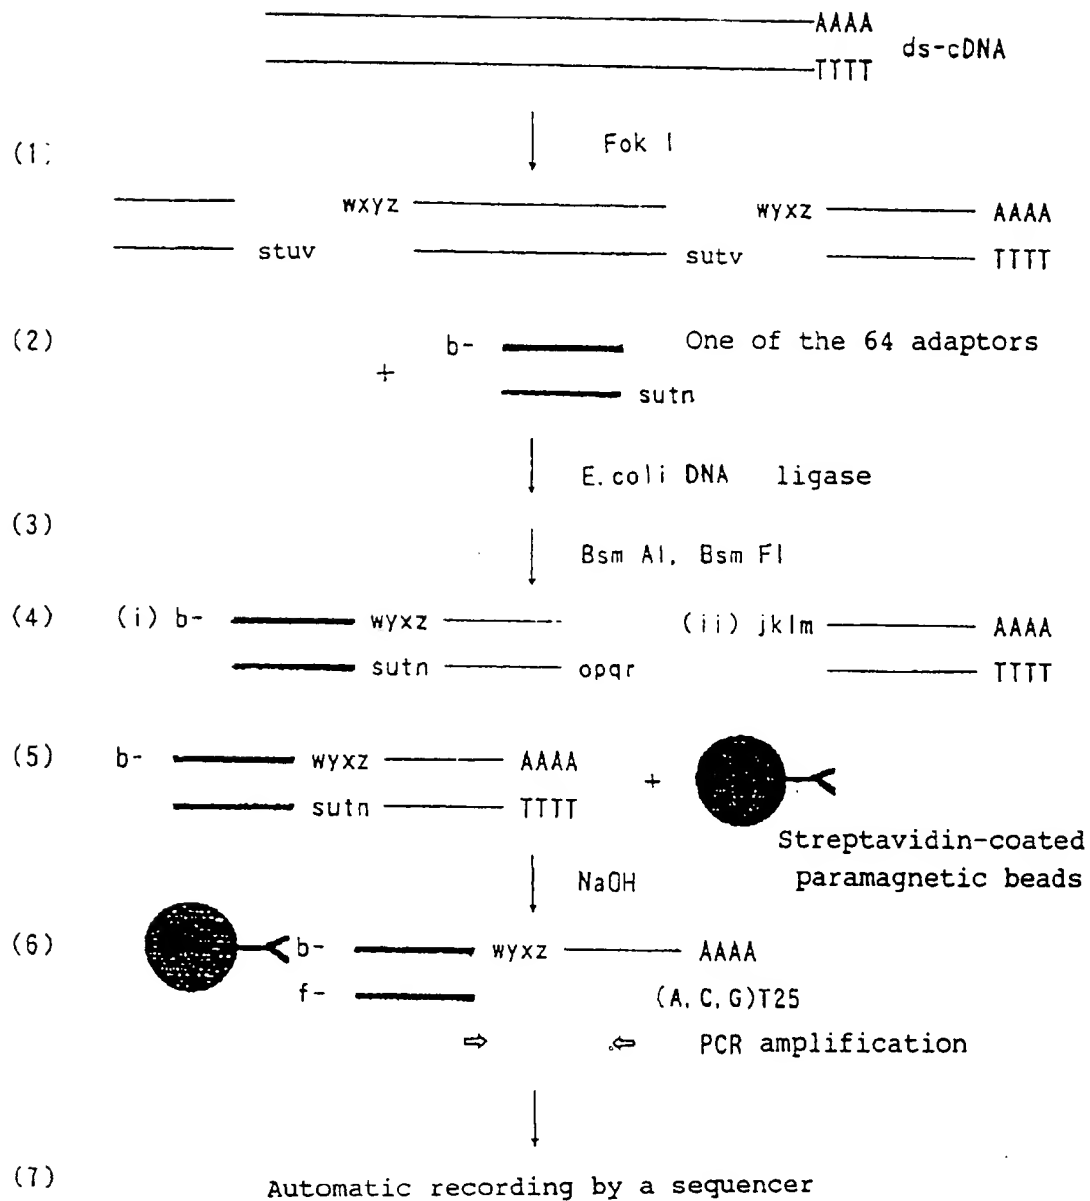 AAAA
ds-cDNA
TTTT
(1)
Fok I
wxyz wyxz AAAA
stuv sutv TTTT
(2)
b- One of the 64 adaptors
+
sutn
E.coli DNA ligase
(3)
Bsm AI, Bsm FI
(4) (i) b- wyxz (ii) jklm AAAA
sutn opqr TTTT
(5) b- wyxz AAAA
+
sutn TTTT
Streptavidin-coated
paramagnetic beads
NaOH
(6) b- wyxz AAAA
f- (A, C, G)T25
PCR amplification
(7) Automatic recording by a sequencer